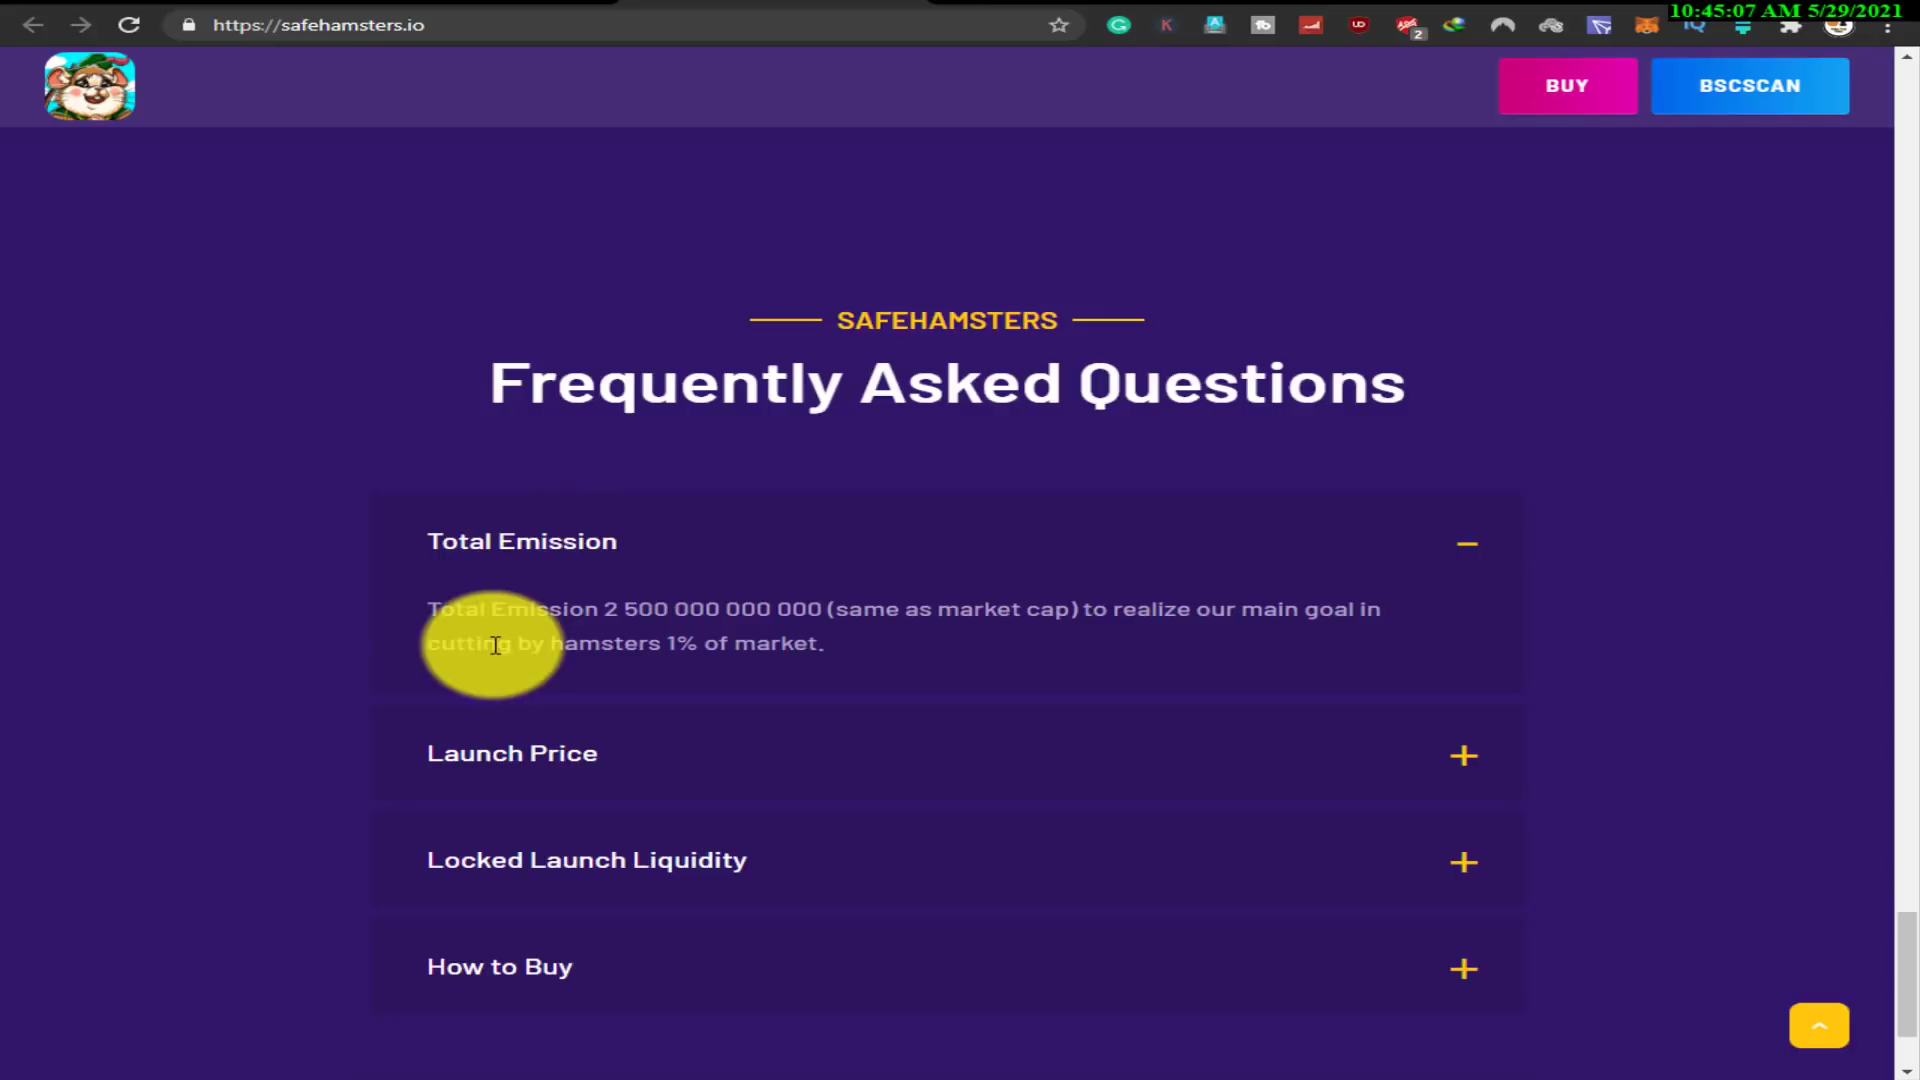 10:45:07 AM 5/29/2021
https://safehamsters.io
2
BUY
BSCSCAN
SAFEHAMSTERS
Frequently Asked Questions
Total Emission
Total Emission 2 500 000 000 000 (same as market cap) to realize our main goal in
cutting by hamsters 1% of market.
Launch Price
Locked Launch Liquidity
How to Buy